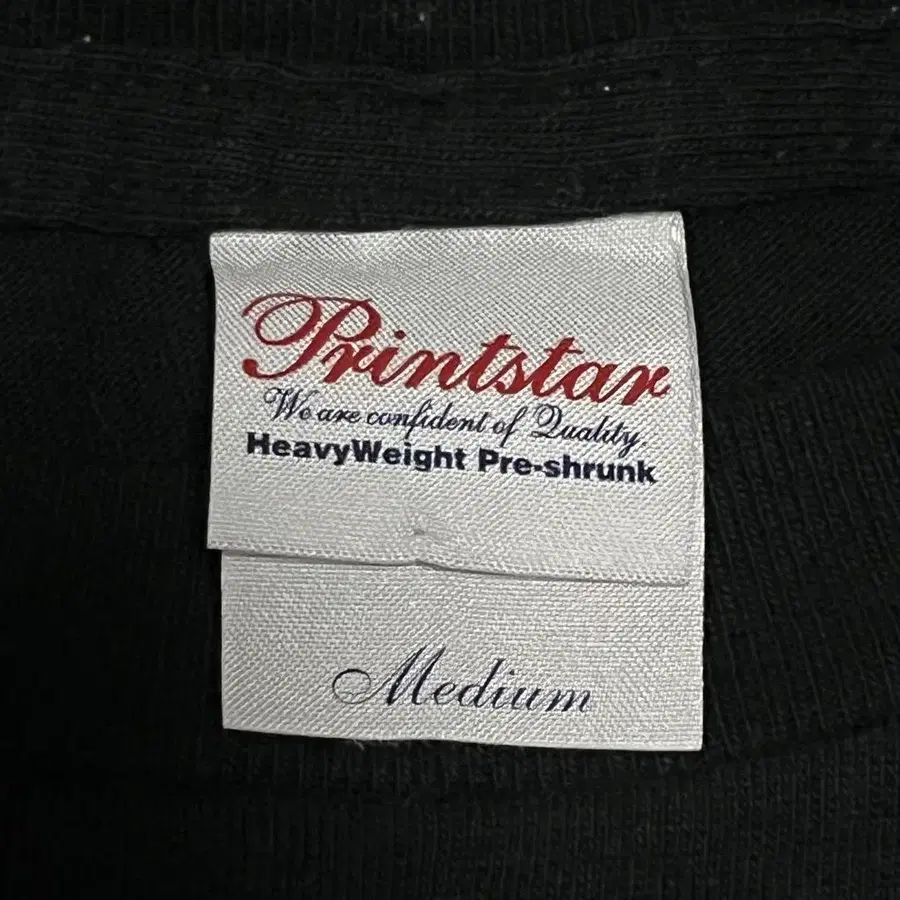 Printstar
We are confident of Quality.
HeavyWeight Pre-shrunk
Medium